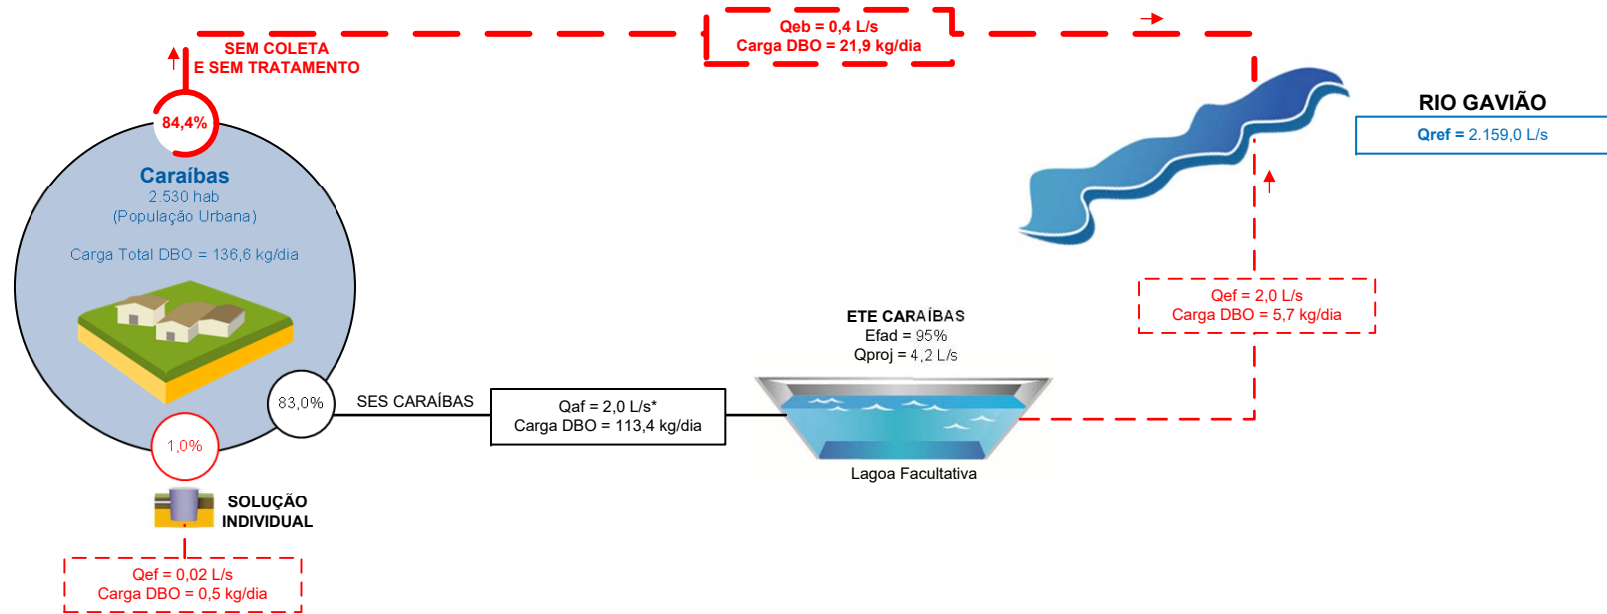 Qeb = 0,4 L/s
Carga DBO = 21,9 kg/dia
SEM COLETA
E SEM TRATAMENTO
84,4%
RIO GAVIÃO
Qref = 2.159,0 L/s
Caraíbas
2.530 hab
(População Urbana)
Carga Total DBO = 136,6 kg/dia
Qef = 2,0 L/s
Carga DBO = 5,7 kg/dia
ETE CARAÍBAS
Efad = 95%
Qproj = 4,2 L/s
83,0%
SES CARAÍBAS
Qaf = 2,0 L/s*
Carga DBO = 113,4 kg/dia
Lagoa Facultativa
1,0%
SOLUÇÃO
INDIVIDUAL
Qef = 0,02 L/s
Carga DBO = 0,5 kg/dia